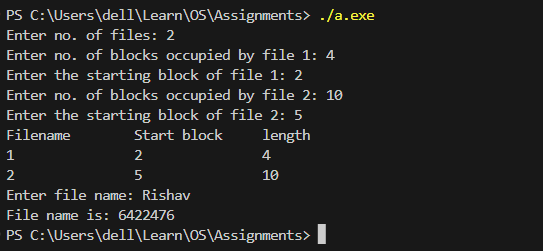 PS C:\Users\dell\Learn\OS\Assignments> ./a.exe
Enter no. of files: 2
Enter no. of blocks occupied by file 1: 4
Enter the starting block of file 1: 2
Enter no. of blocks occupied by file 2: 10
Enter the starting block of file 2: 5
Filename        Start block     length
1               2               4
2               5               10
Enter file name: Rishav
File name is: 6422476
PS C:\Users\dell\Learn\OS\Assignments>